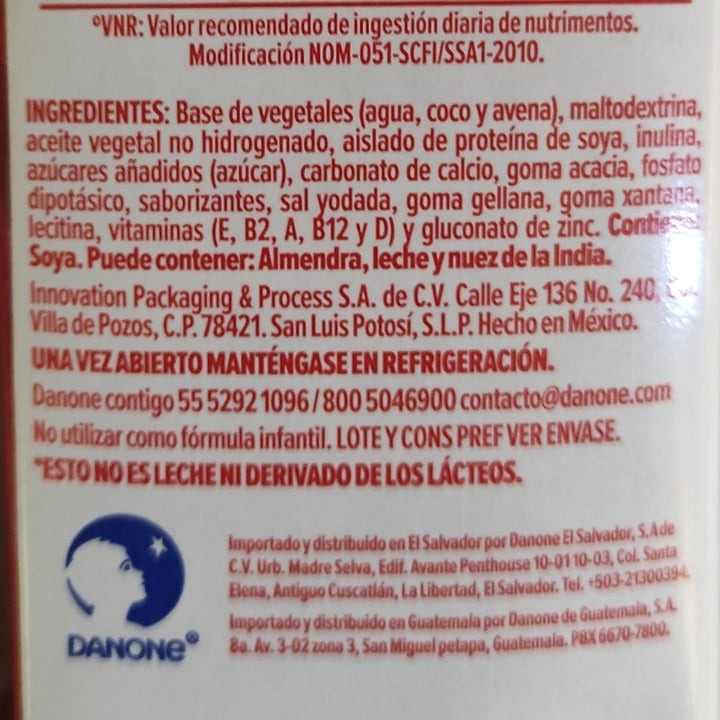 °VNR: Valor recomendado de ingestión diaria de nutrimentos.
Modificación NOM-051-SCFI/SSA1-2010.
INGREDIENTES: Base de vegetales (agua, coco y avena), maltodextrina,
aceite vegetal no hidrogenado, aislado de proteína de soya, inulina,
azúcares añadidos (azúcar), carbonato de calcio, goma acacia, fosfato
dipotásico, saborizantes, sal yodada, goma gellana, goma xantana,
lecitina, vitaminas (E, B2, A, B12 y D) y gluconato de zinc. Contiene:
Soya. Puede contener: Almendra, leche y nuez de la India.
Innovation Packaging & Process S.A. de C.V. Calle Eje 136 No. 240,
Villa de Pozos, C.P. 78421. San Luis Potosí, S.L.P. Hecho en México.
UNA VEZ ABIERTO MANTÉNGASE EN REFRIGERACIÓN.
Danone contigo 55 5292 1096 / 800 5046900 contacto@danone.com
No utilizar como fórmula infantil. LOTE Y CONS PREF VER ENVASE.
*ESTO NO ES LECHE NI DERIVADO DE LOS LÁCTEOS.
Importado y distribuido en El Salvador por Danone El Salvador, S.A de
C.V. Urb. Madre Selva, Edif. Avante Penthouse 10-01 10-03, Col. Santa
Elena, Antiguo Cuscatlán, La Libertad, El Salvador. Tel. +503-21300394.
Importado y distribuido en Guatemala por Danone de Guatemala, S.A.
8a. Av. 3-02 zona 3, San Miguel petapa, Guatemala. PBX 6670-7800.
DANONE®